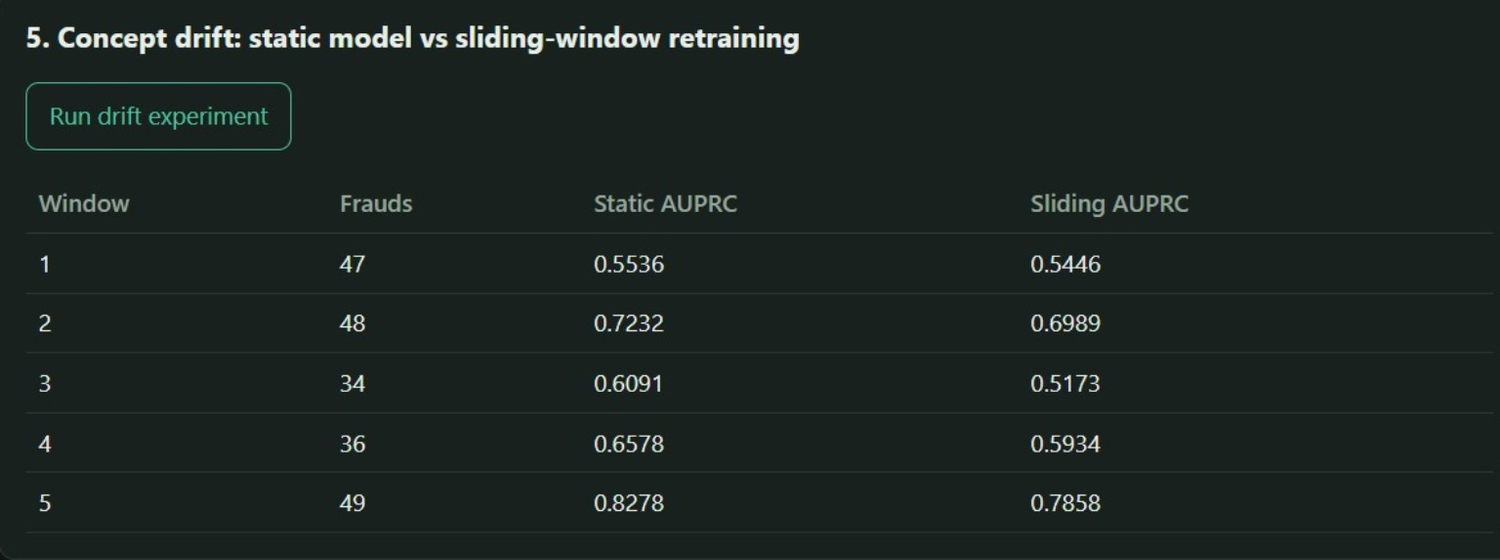 5. Concept drift: static model vs sliding-window retraining
Run drift experiment
Window Frauds Static AUPRC Sliding AUPRC
1 47 0.5536 0.5446
2 48 0.7232 0.6989
3 34 0.6091 0.5173
4 36 0.6578 0.5934
5 49 0.8278 0.7858